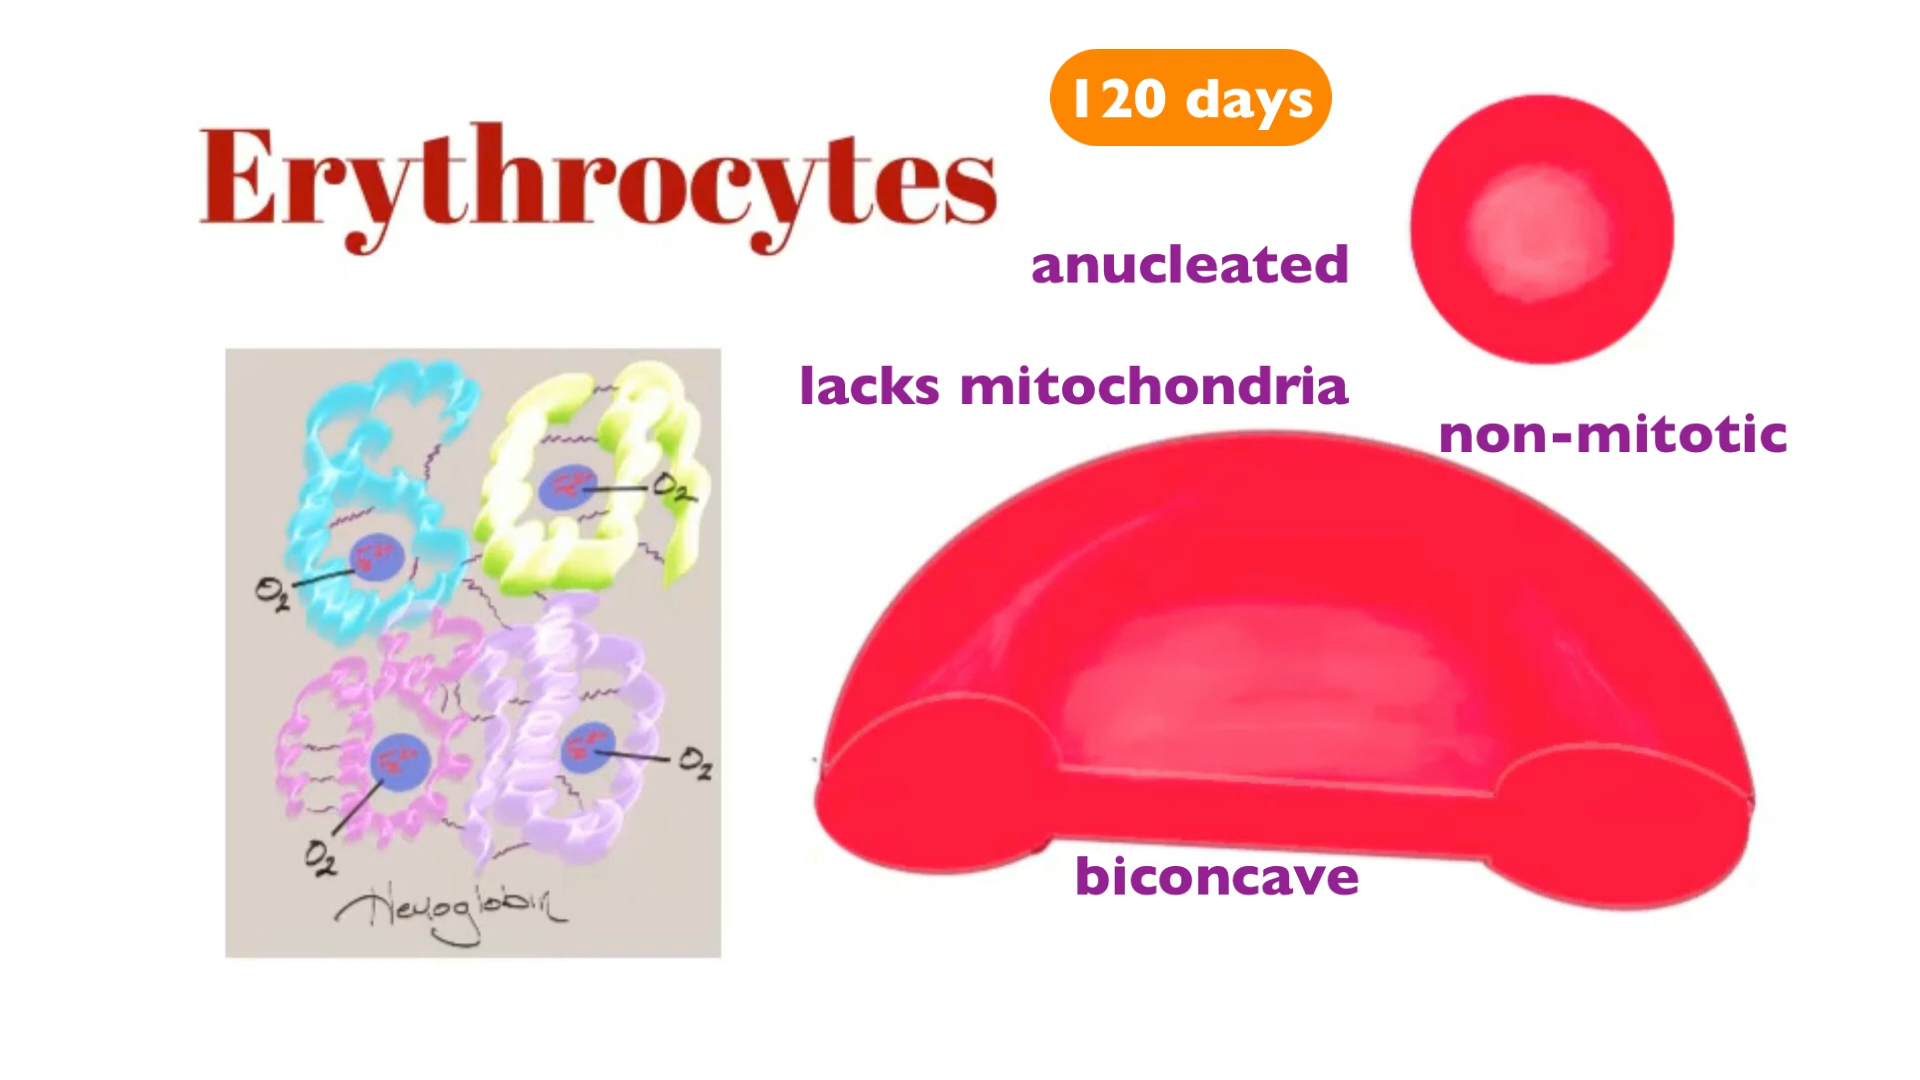 120 days
Erythrocytes
anucleated
lacks mitochondria
non-mitotic
O2
O2
O2
O2
biconcave
Hemoglobin